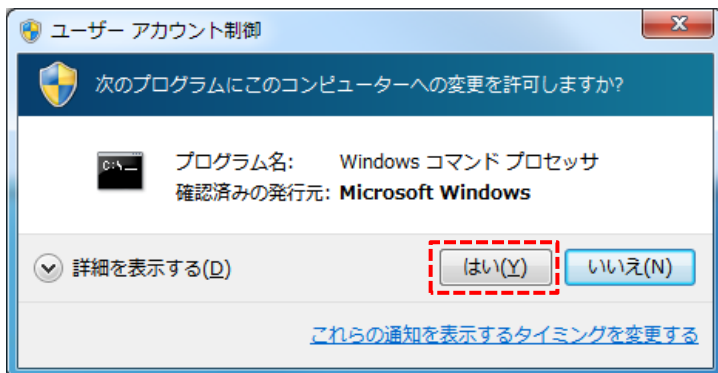 ユーザー アカウント制御
次のプログラムにこのコンピューターへの変更を許可しますか?
C:\_
プログラム名: Windows コマンド プロセッサ
確認済みの発行元: Microsoft Windows
詳細を表示する(D) はい(Y) いいえ(N)
これらの通知を表示するタイミングを変更する